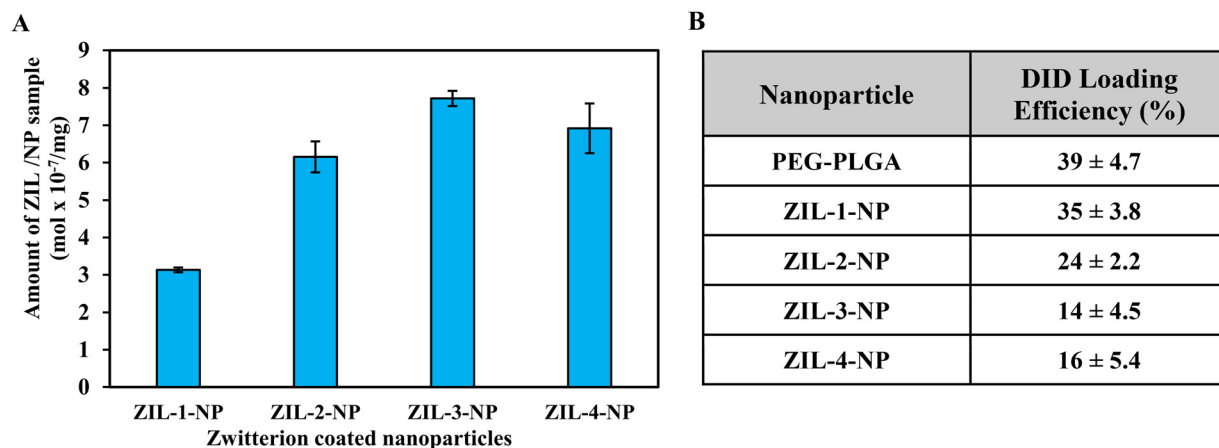 A
Amount of ZIL /NP sample
(mol x 10⁻⁷/mg)
9
8
7
6
5
4
3
2
1
0
ZIL-1-NP ZIL-2-NP ZIL-3-NP ZIL-4-NP
Zwitterion coated nanoparticles
B
Nanoparticle DID Loading
Efficiency (%)
PEG-PLGA 39 ± 4.7
ZIL-1-NP 35 ± 3.8
ZIL-2-NP 24 ± 2.2
ZIL-3-NP 14 ± 4.5
ZIL-4-NP 16 ± 5.4